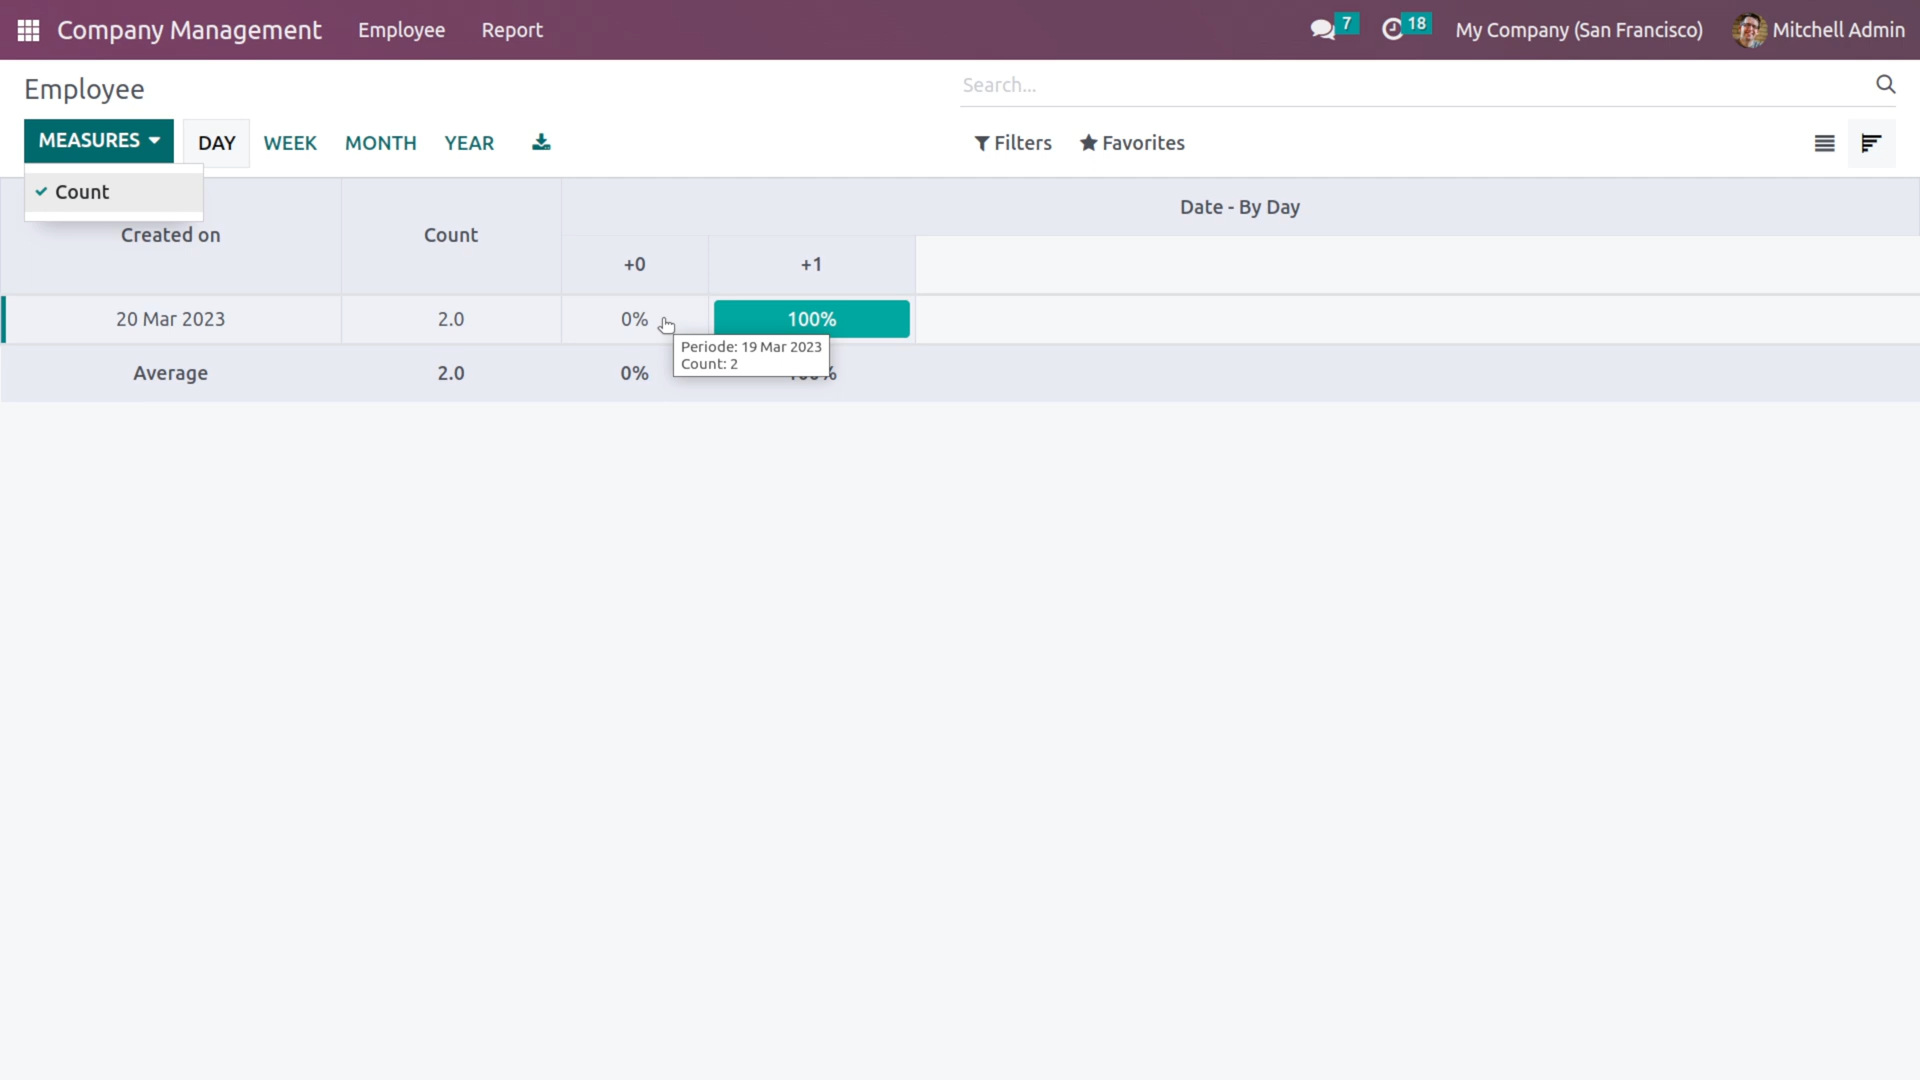 Company Management Employee Report 7 18 My Company (San Francisco) Mitchell Admin
Employee Search...
MEASURES DAY WEEK MONTH YEAR Filters Favorites
Count
Date - By Day
Created on Count
+0 +1
20 Mar 2023 2.0 0% 100%
Periode: 19 Mar 2023
Count: 2
Average 2.0 0%